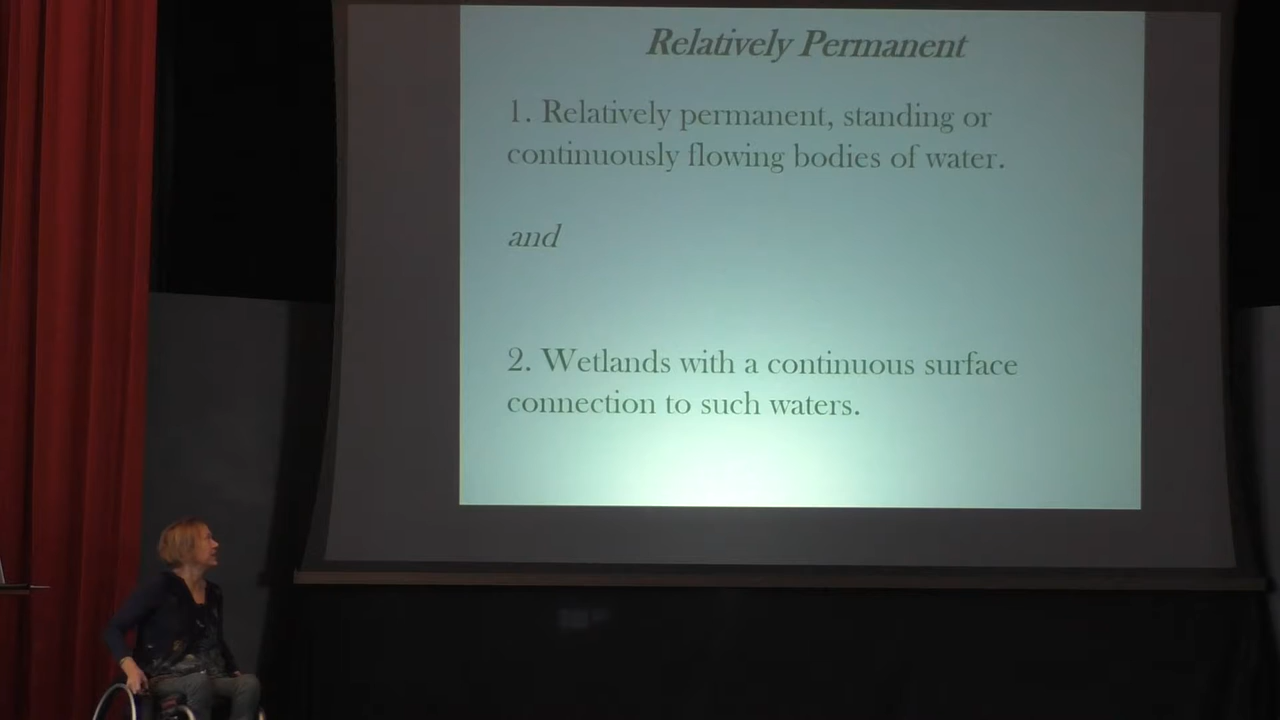 Relatively Permanent
1. Relatively permanent, standing or
continuously flowing bodies of water.
and
2. Wetlands with a continuous surface
connection to such waters.